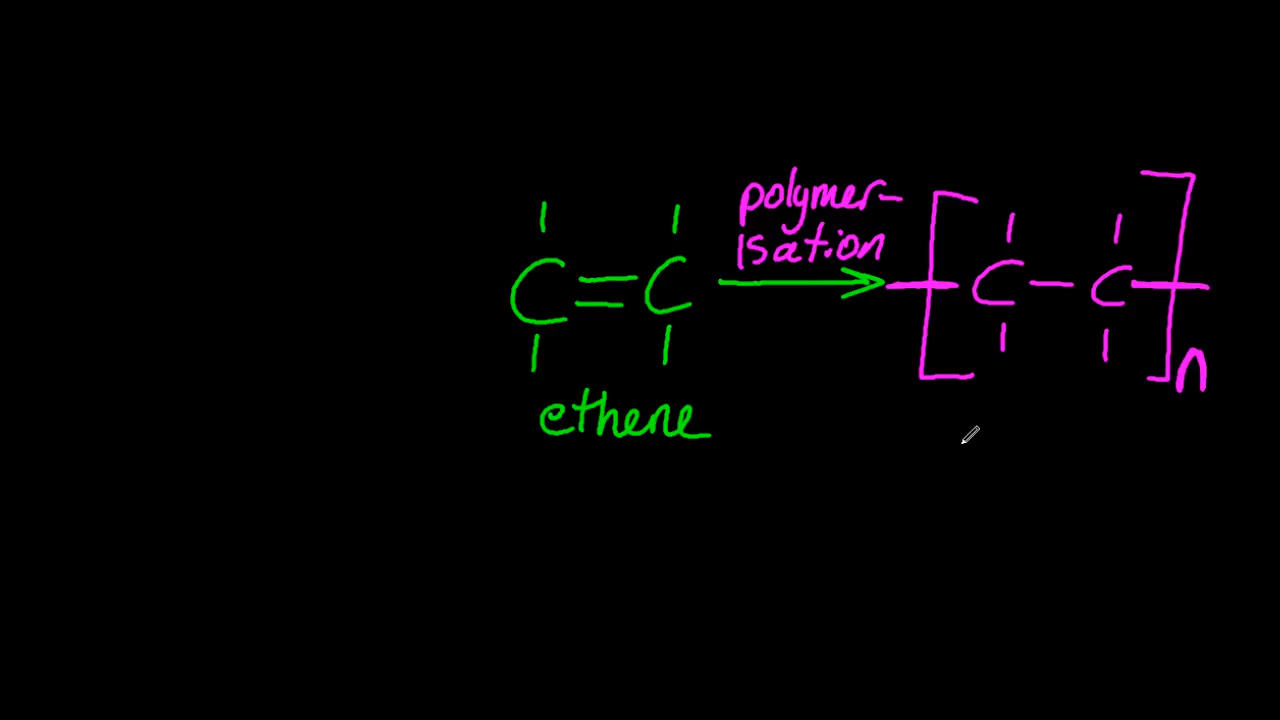 polymer-
isation
C = C
[ C - C ]n
ethene